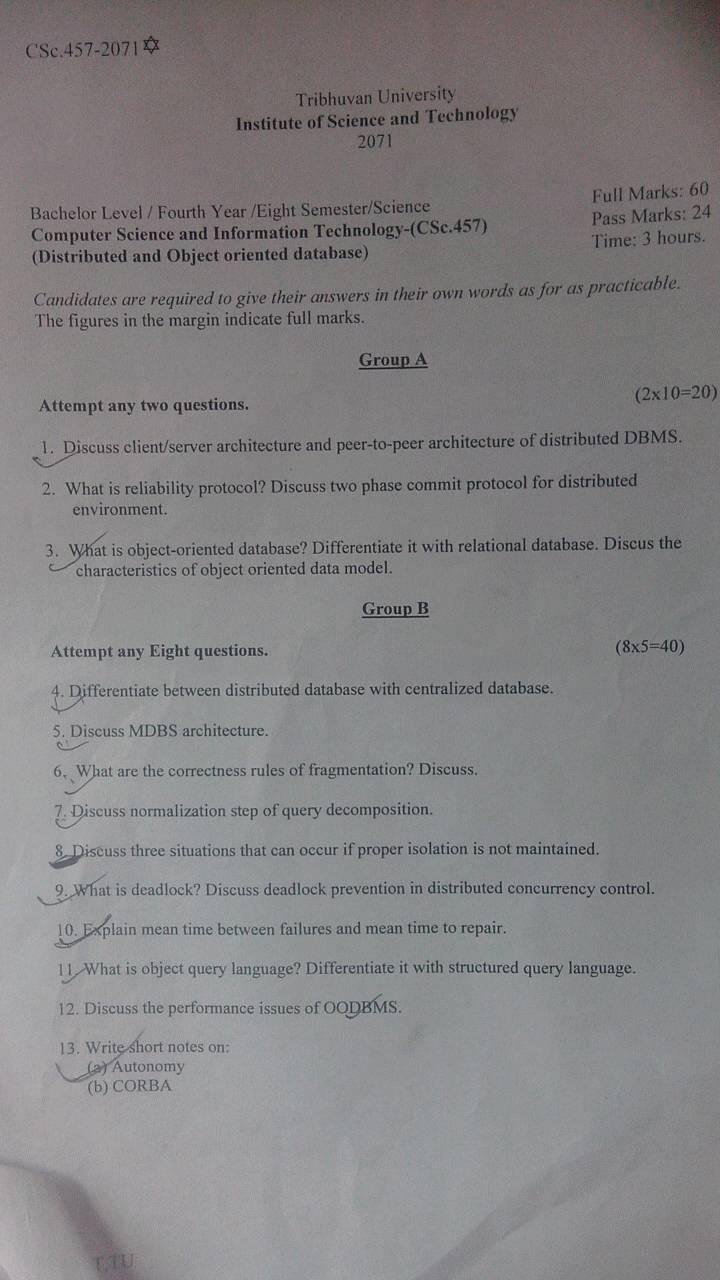 CSc.457-2071✡
Tribhuvan University
Institute of Science and Technology
2071
Bachelor Level / Fourth Year /Eight Semester/Science
Computer Science and Information Technology-(CSc.457)
(Distributed and Object oriented database)
Full Marks: 60
Pass Marks: 24
Time: 3 hours.
Candidates are required to give their answers in their own words as for as practicable.
The figures in the margin indicate full marks.
Group A
Attempt any two questions. (2x10=20)
1. Discuss client/server architecture and peer-to-peer architecture of distributed DBMS.
2. What is reliability protocol? Discuss two phase commit protocol for distributed
environment.
3. What is object-oriented database? Differentiate it with relational database. Discus the
characteristics of object oriented data model.
Group B
Attempt any Eight questions. (8x5=40)
4. Differentiate between distributed database with centralized database.
5. Discuss MDBS architecture.
6. What are the correctness rules of fragmentation? Discuss.
7. Discuss normalization step of query decomposition.
8. Discuss three situations that can occur if proper isolation is not maintained.
9. What is deadlock? Discuss deadlock prevention in distributed concurrency control.
10. Explain mean time between failures and mean time to repair.
11. What is object query language? Differentiate it with structured query language.
12. Discuss the performance issues of OODBMS.
13. Write short notes on:
(a) Autonomy
(b) CORBA